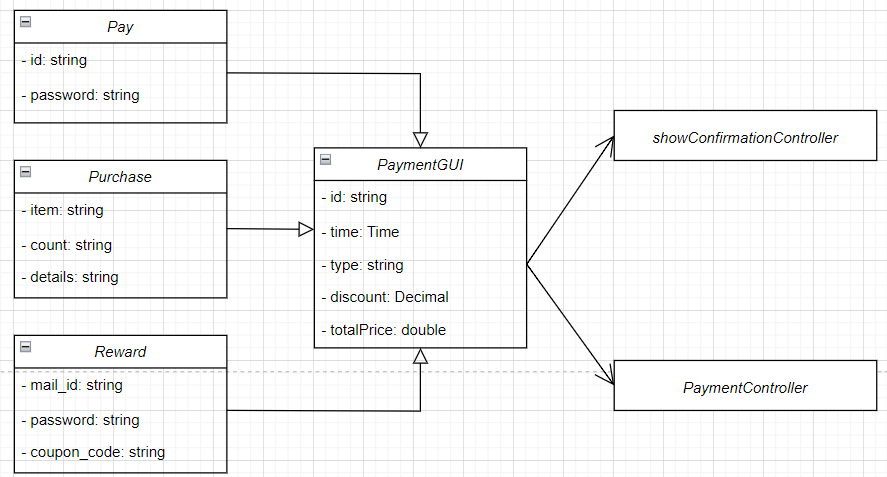 Pay
- id: string
- password: string
Purchase
- item: string
- count: string
- details: string
Reward
- mail_id: string
- password: string
- coupon_code: string
PaymentGUI
- id: string
- time: Time
- type: string
- discount: Decimal
- totalPrice: double
showConfirmationController
PaymentController